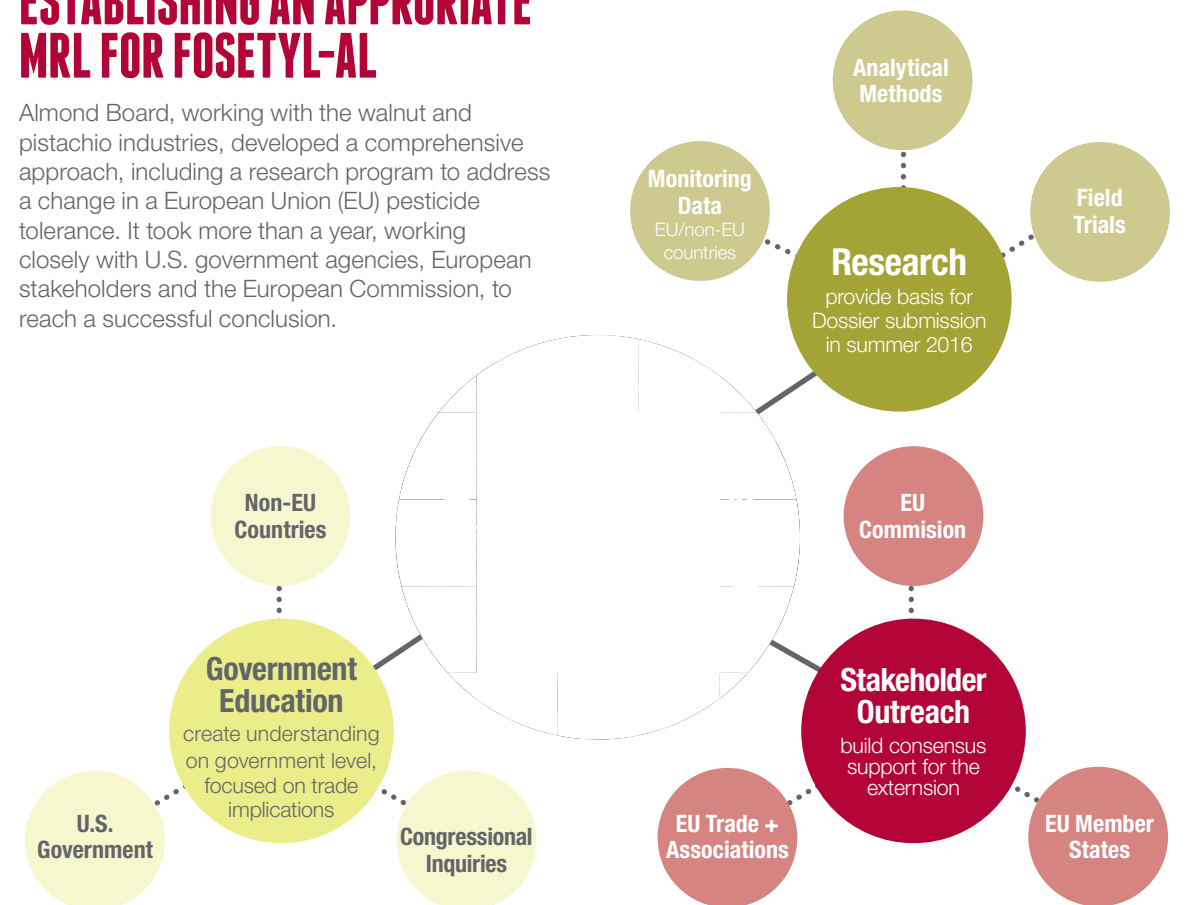 ESTABLISHING AN APPRORIATE
MRL FOR FOSETYL-AL
Almond Board, working with the walnut and
pistachio industries, developed a comprehensive
approach, including a research program to address
a change in a European Union (EU) pesticide
tolerance. It took more than a year, working
closely with U.S. government agencies, European
stakeholders and the European Commission, to
reach a successful conclusion.
Analytical
Methods
Monitoring
Data
EU/non-EU
countries
Field
Trials
Research
provide basis for
Dossier submission
in summer 2016
Non-EU
Countries
Government
Education
create understanding
on government level,
focused on trade
implications
U.S.
Government
Congressional
Inquiries
EU
Commision
Stakeholder
Outreach
build consensus
support for the
externsion
EU Trade +
Associations
EU Member
States